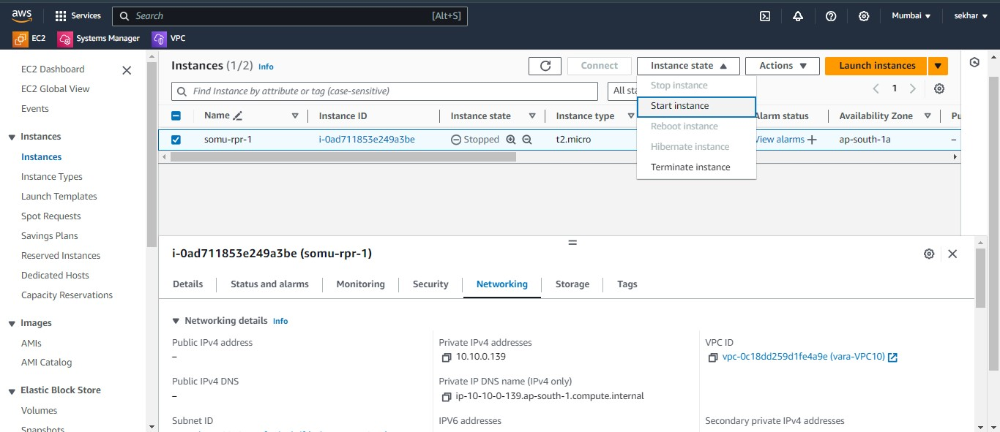 aws Services Search [Alt+S] Mumbai sekhar
EC2 Systems Manager VPC
EC2 Dashboard
EC2 Global View
Events
Instances
Instances
Instance Types
Launch Templates
Spot Requests
Savings Plans
Reserved Instances
Dedicated Hosts
Capacity Reservations
Images
AMIs
AMI Catalog
Elastic Block Store
Volumes
Snapshots
Instances (1/2) Info Connect Instance state Actions Launch instances
Find Instance by attribute or tag (case-sensitive) All 1
Stop instance
Start instance
Reboot instance
Hibernate instance
Terminate instance
Name Instance ID Instance state Instance type Alarm status Availability Zone
somu-rpr-1 i-0ad711853e249a3be Stopped t2.micro View alarms + ap-south-1a –
i-0ad711853e249a3be (somu-rpr-1)
Details Status and alarms Monitoring Security Networking Storage Tags
Networking details Info
Public IPv4 address
–
Public IPv4 DNS
–
Subnet ID
Private IPv4 addresses
10.10.0.139
Private IP DNS name (IPv4 only)
ip-10-10-0-139.ap-south-1.compute.internal
IPV6 addresses
VPC ID
vpc-0c18dd259d1fe4a9e (vara-VPC10)
Secondary private IPv4 addresses